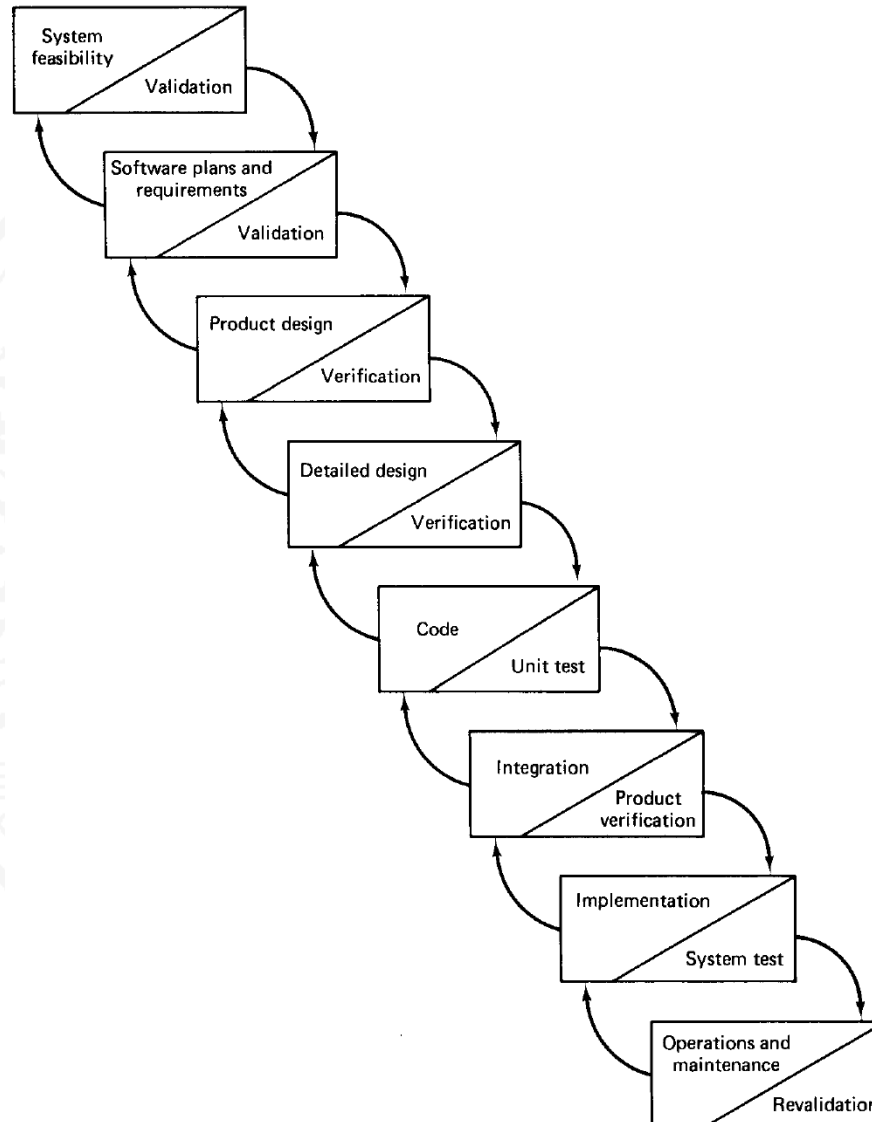 System
feasibility
Validation
Software plans and
requirements
Validation
Product design
Verification
Detailed design
Verification
Code
Unit test
Integration
Product
verification
Implementation
System test
Operations and
maintenance
Revalidation